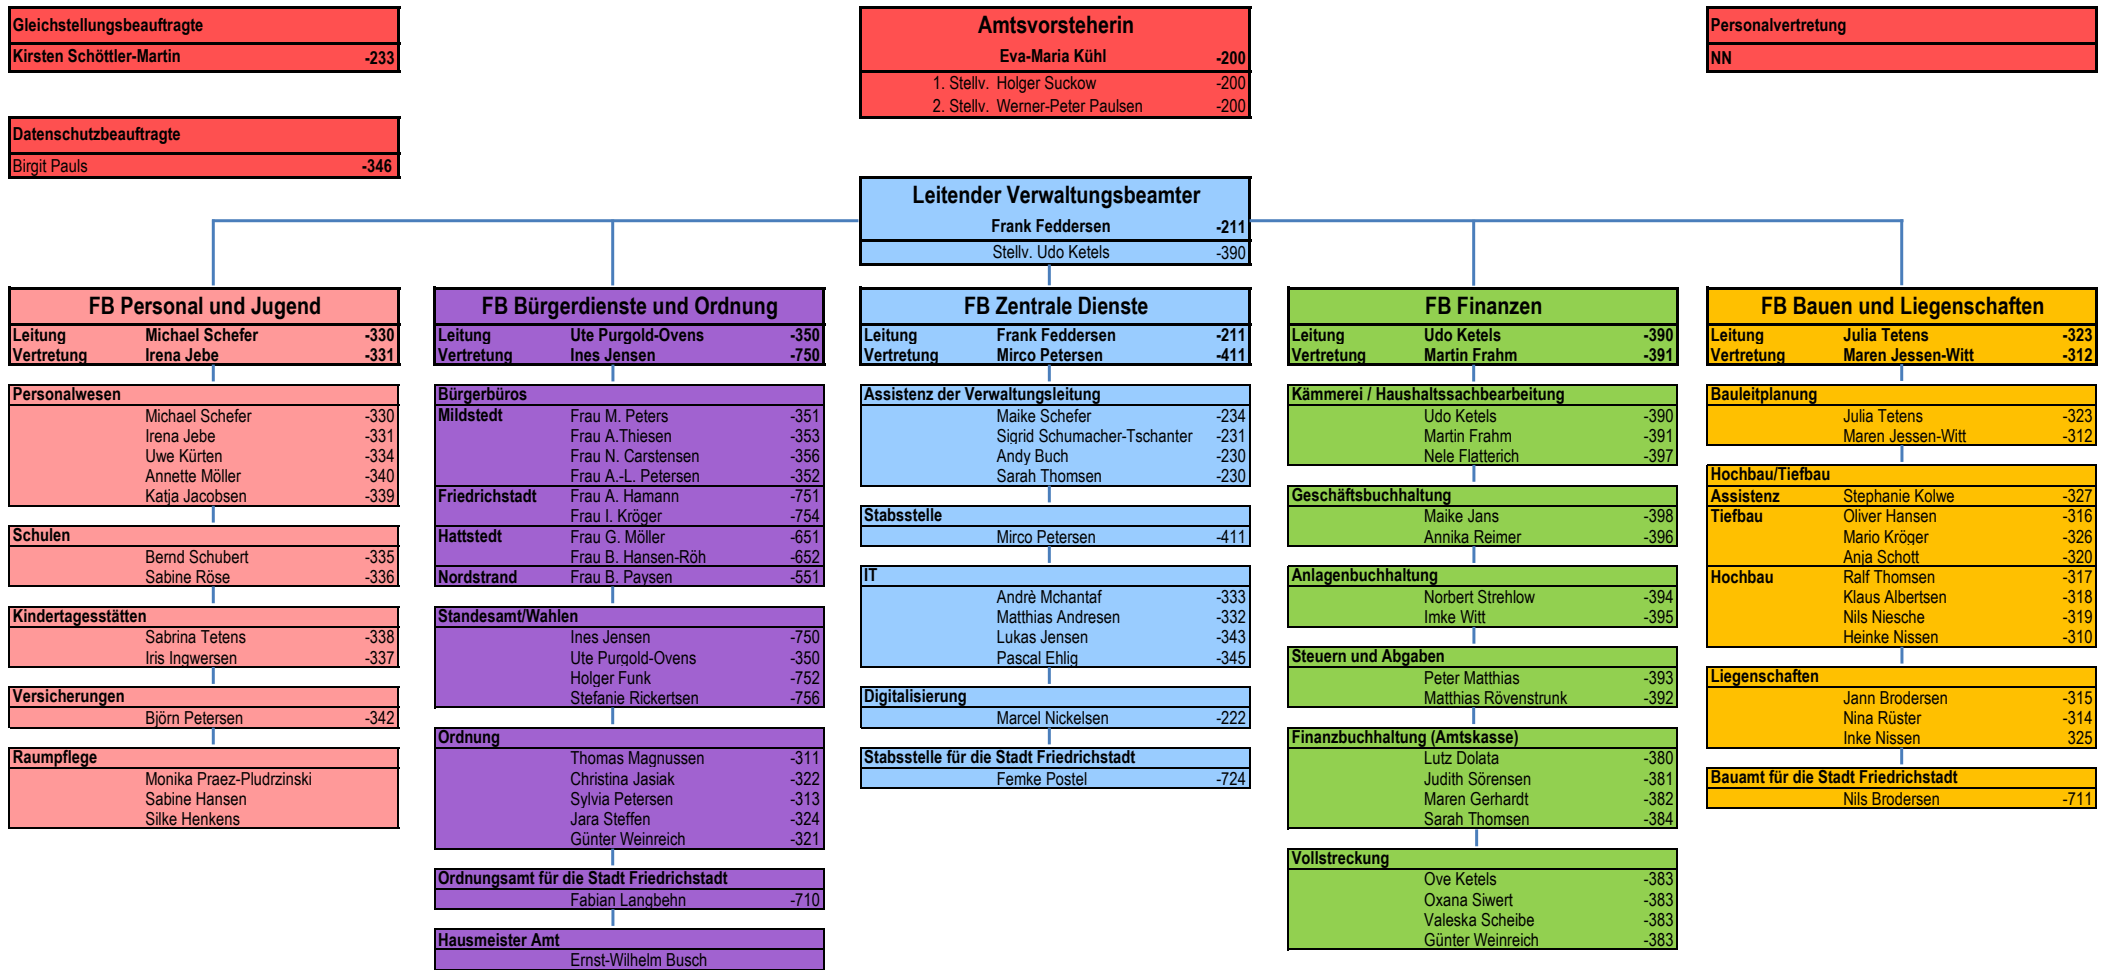 Gleichstellungsbeauftragte
Kirsten Schöttler-Martin -233
Datenschutzbeauftragte
Birgit Pauls -346
Amtsvorsteherin
Eva-Maria Kühl -200
1. Stellv. Holger Suckow -200
2. Stellv. Werner-Peter Paulsen -200
Personalvertretung
NN
Leitender Verwaltungsbeamter
Frank Feddersen -211
Stellv. Udo Ketels -390
FB Personal und Jugend
Leitung Michael Schefer -330
Vertretung Irena Jebe -331
Personalwesen
Michael Schefer -330
Irena Jebe -331
Uwe Kürten -334
Annette Möller -340
Katja Jacobsen -339
Schulen
Bernd Schubert -335
Sabine Röse -336
Kindertagesstätten
Sabrina Tetens -338
Iris Ingwersen -337
Versicherungen
Björn Petersen -342
Raumpflege
Monika Praez-Pludrzinski
Sabine Hansen
Silke Henkens
FB Bürgerdienste und Ordnung
Leitung Ute Purgold-Ovens -350
Vertretung Ines Jensen -750
Bürgerbüros
Mildstedt Frau M. Peters -351
Frau A.Thiesen -353
Frau N. Carstensen -356
Frau A.-L. Petersen -352
Friedrichstadt Frau A. Hamann -751
Frau I. Kröger -754
Hattstedt Frau G. Möller -651
Frau B. Hansen-Röh -652
Nordstrand Frau B. Paysen -551
Standesamt/Wahlen
Ines Jensen -750
Ute Purgold-Ovens -350
Holger Funk -752
Stefanie Rickertsen -756
Ordnung
Thomas Magnussen -311
Christina Jasiak -322
Sylvia Petersen -313
Jara Steffen -324
Günter Weinreich -321
Ordnungsamt für die Stadt Friedrichstadt
Fabian Langbehn -710
Hausmeister Amt
Ernst-Wilhelm Busch
FB Zentrale Dienste
Leitung Frank Feddersen -211
Vertretung Mirco Petersen -411
Assistenz der Verwaltungsleitung
Maike Schefer -234
Sigrid Schumacher-Tschanter -231
Andy Buch -230
Sarah Thomsen -230
Stabsstelle
Mirco Petersen -411
IT
Andrè Mchantaf -333
Matthias Andresen -332
Lukas Jensen -343
Pascal Ehlig -345
Digitalisierung
Marcel Nickelsen -222
Stabsstelle für die Stadt Friedrichstadt
Femke Postel -724
FB Finanzen
Leitung Udo Ketels -390
Vertretung Martin Frahm -391
Kämmerei / Haushaltssachbearbeitung
Udo Ketels -390
Martin Frahm -391
Nele Flatterich -397
Geschäftsbuchhaltung
Maike Jans -398
Annika Reimer -396
Anlagenbuchhaltung
Norbert Strehlow -394
Imke Witt -395
Steuern und Abgaben
Peter Matthias -393
Matthias Rövenstrunk -392
Finanzbuchhaltung (Amtskasse)
Lutz Dolata -380
Judith Sörensen -381
Maren Gerhardt -382
Sarah Thomsen -384
Vollstreckung
Ove Ketels -383
Oxana Siwert -383
Valeska Scheibe -383
Günter Weinreich -383
FB Bauen und Liegenschaften
Leitung Julia Tetens -323
Vertretung Maren Jessen-Witt -312
Bauleitplanung
Julia Tetens -323
Maren Jessen-Witt -312
Hochbau/Tiefbau
Assistenz Stephanie Kolwe -327
Tiefbau Oliver Hansen -316
Mario Kröger -326
Anja Schott -320
Hochbau Ralf Thomsen -317
Klaus Albertsen -318
Nils Niesche -319
Heinke Nissen -310
Liegenschaften
Jann Brodersen -315
Nina Rüster -314
Inke Nissen 325
Bauamt für die Stadt Friedrichstadt
Nils Brodersen -711